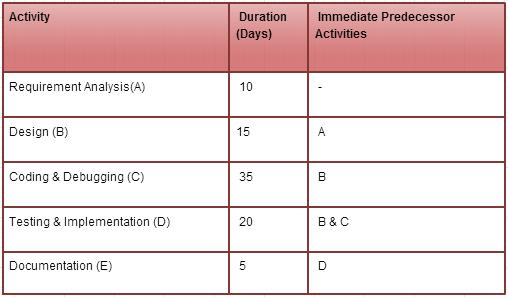 Activity Duration (Days) Immediate Predecessor Activities
Requirement Analysis(A) 10 -
Design (B) 15 A
Coding & Debugging (C) 35 B
Testing & Implementation (D) 20 B & C
Documentation (E) 5 D